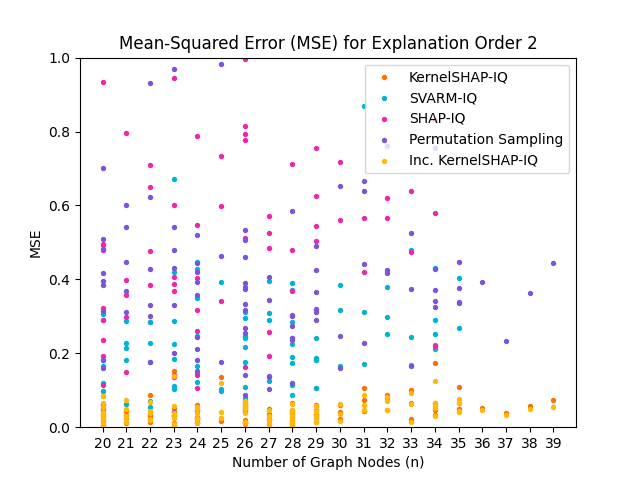 Mean-Squared Error (MSE) for Explanation Order 2
1.0
0.8
0.6
0.4
0.2
0.0
MSE
KernelSHAP-IQ
SVARM-IQ
SHAP-IQ
Permutation Sampling
Inc. KernelSHAP-IQ
20 21 22 23 24 25 26 27 28 29 30 31 32 33 34 35 36 37 38 39
Number of Graph Nodes (n)